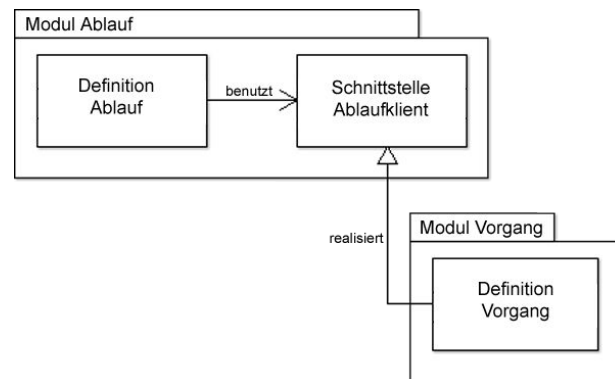 Modul Ablauf
Definition
Ablauf
benutzt
Schnittstelle
Ablaufklient
realisiert
Modul Vorgang
Definition
Vorgang